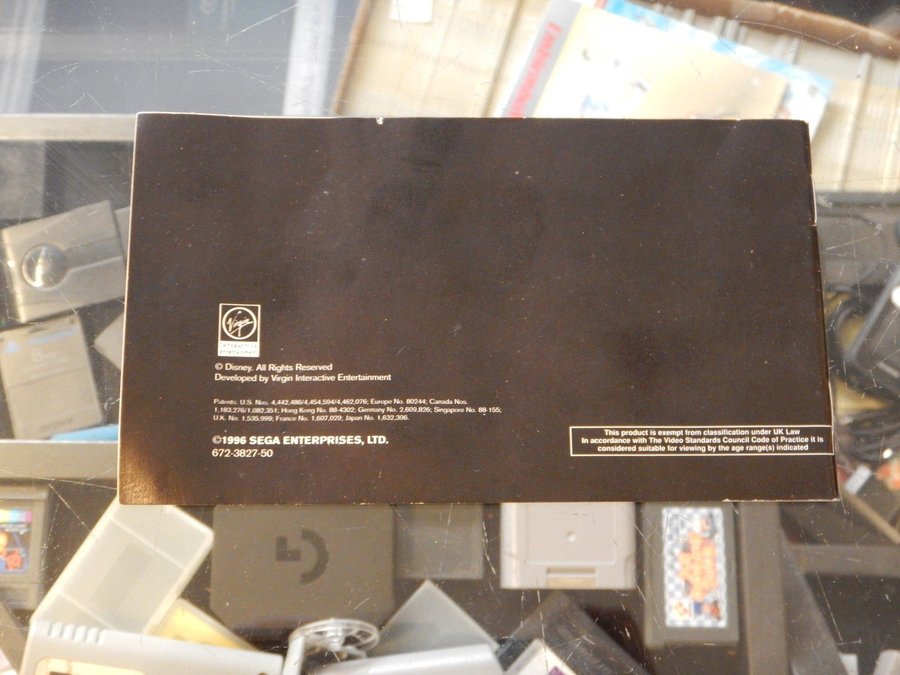 Virgin
interactive
entertainment
© Disney. All Rights Reserved
Developed by Virgin Interactive Entertainment
Patents: U.S. Nos. 4,442,486/4,454,594/4,462,076; Europe No. 80244; Canada Nos.
1,183,276/1,082,351; Hong Kong No. 88-4302; Germany No. 2,609,826; Singapore No. 88-155;
U.K. No. 1,535,999; France No. 1,607,029; Japan No. 1,632,396.
©1996 SEGA ENTERPRISES, LTD.
672-3827-50
This product is exempt from classification under UK Law
In accordance with The Video Standards Council Code of Practice it is
considered suitable for viewing by the age range(s) indicated